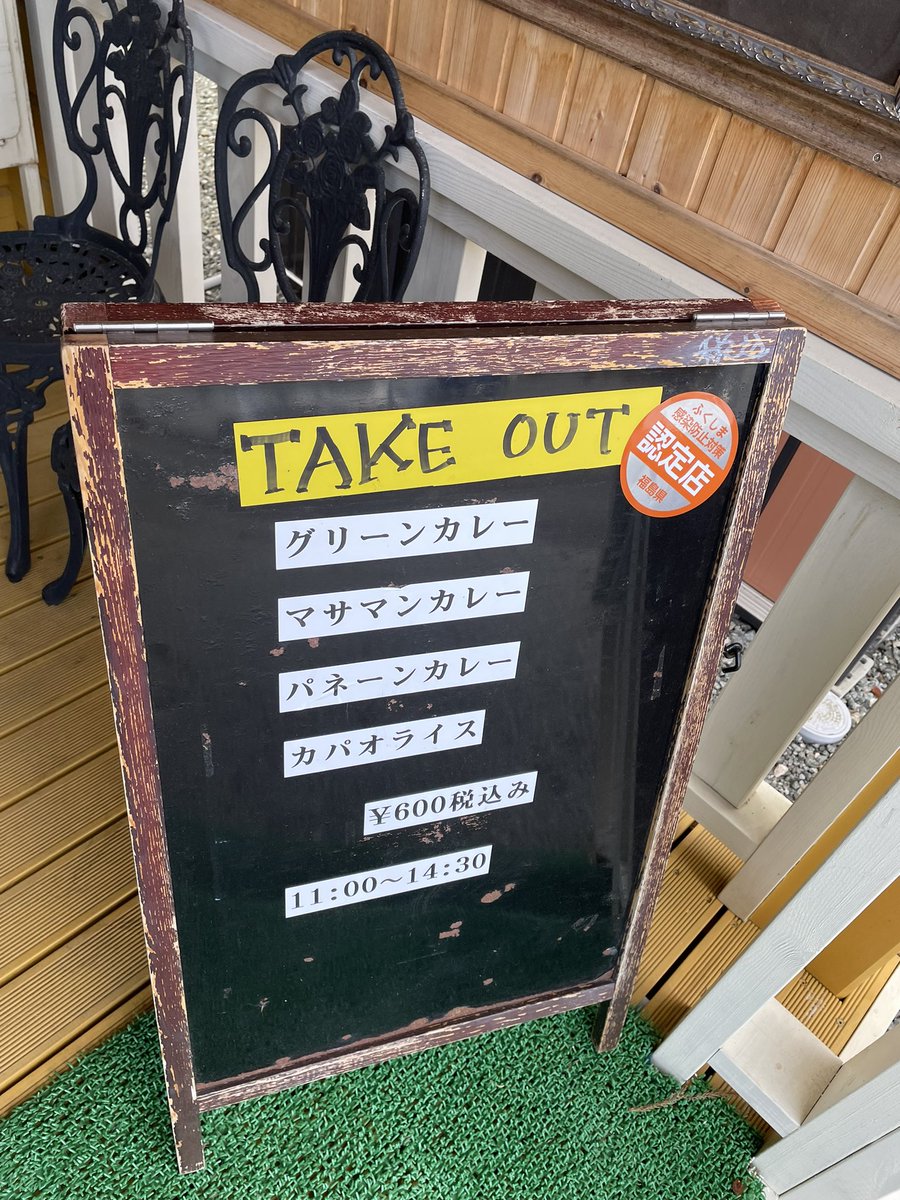 TAKE OUT
ふくしま
感染防止対策
認定店
福島県
グリーンカレー
マサマンカレー
パネーンカレー
カパオライス
¥600税込み
11:00～14:30